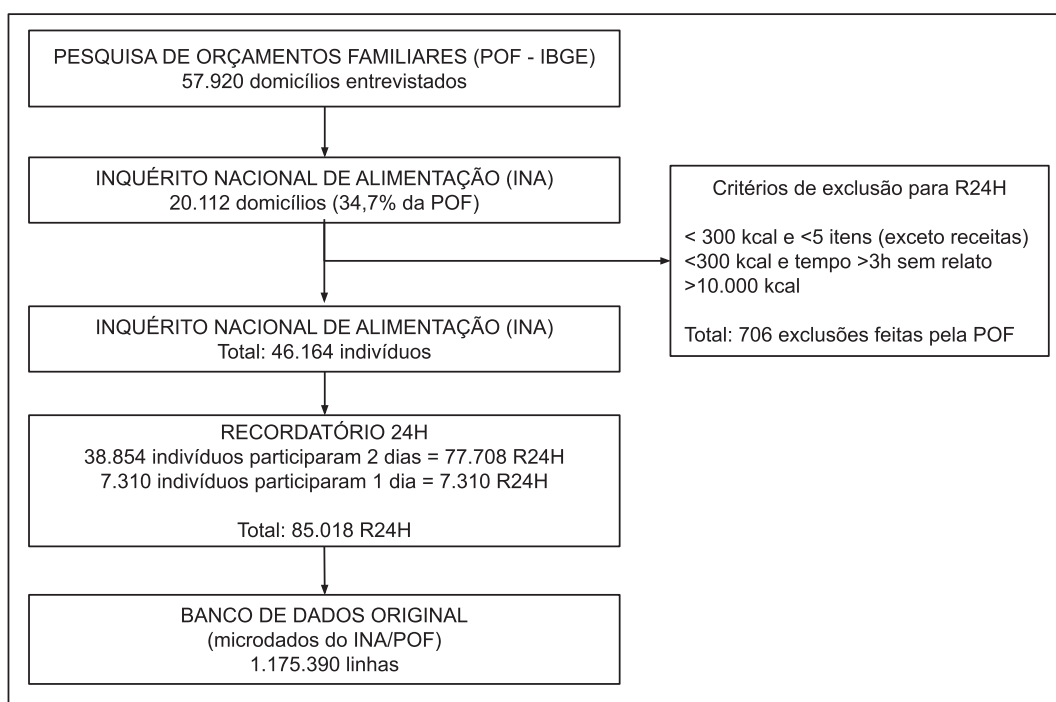 PESQUISA DE ORÇAMENTOS FAMILIARES (POF - IBGE)
57.920 domicílios entrevistados
INQUÉRITO NACIONAL DE ALIMENTAÇÃO (INA)
20.112 domicílios (34,7% da POF)
Critérios de exclusão para R24H
< 300 kcal e <5 itens (exceto receitas)
<300 kcal e tempo >3h sem relato
>10.000 kcal
Total: 706 exclusões feitas pela POF
INQUÉRITO NACIONAL DE ALIMENTAÇÃO (INA)
Total: 46.164 indivíduos
RECORDATÓRIO 24H
38.854 indivíduos participaram 2 dias = 77.708 R24H
7.310 indivíduos participaram 1 dia = 7.310 R24H
Total: 85.018 R24H
BANCO DE DADOS ORIGINAL
(microdados do INA/POF)
1.175.390 linhas